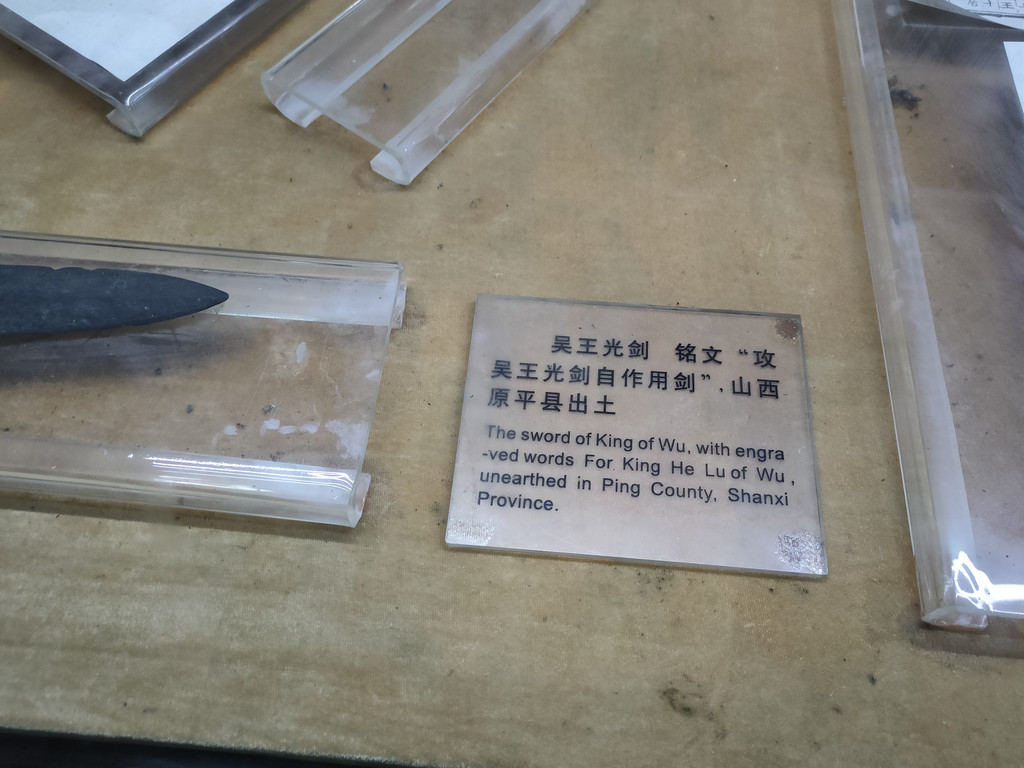 吴王光剑 铭文“攻
吴王光剑自作用剑”,山西
原平县出土
The sword of King of Wu, with engra
-ved words For King He Lu of Wu,
unearthed in Ping County, Shanxi
Province.